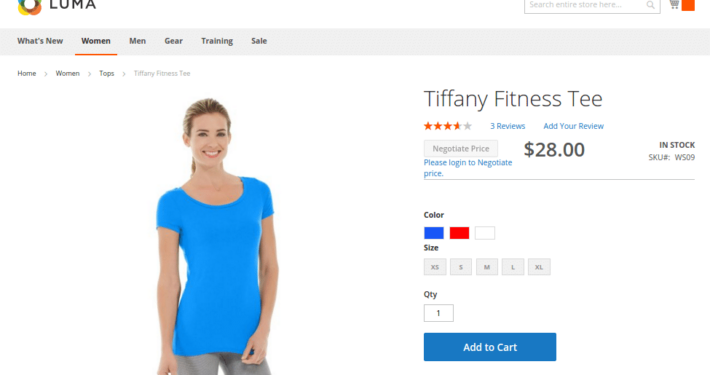 LUMA
Search entire store here...
What's New Women Men Gear Training Sale
Home > Women > Tops > Tiffany Fitness Tee
Tiffany Fitness Tee
3 Reviews Add Your Review
Negotiate Price
$28.00
IN STOCK
Please login to Negotiate
price.
SKU#: WS09
Color
Size
XS S M L XL
Qty
1
Add to Cart